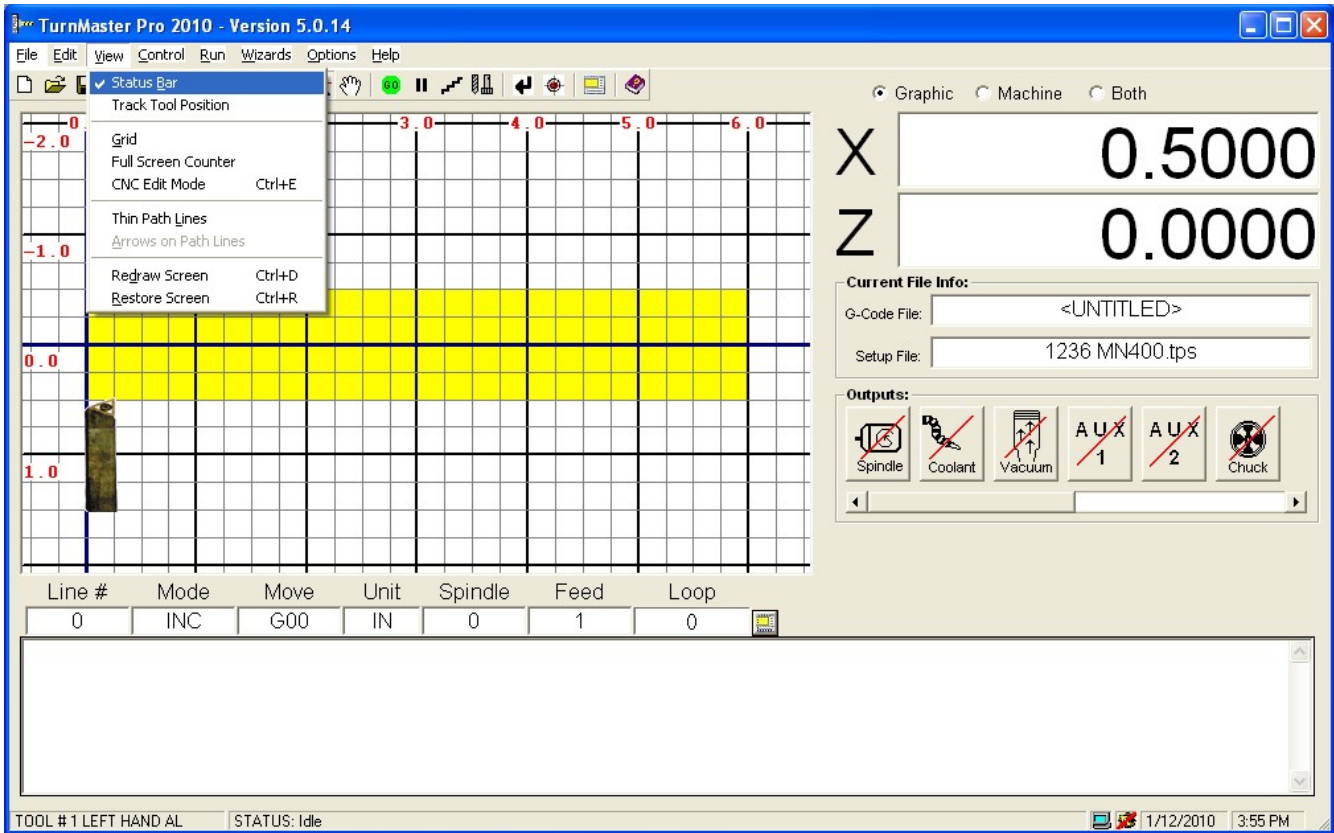 TurnMaster Pro 2010 - Version 5.0.14
File Edit View Control Run Wizards Options Help
GO
Status Bar
Track Tool Position
Grid
Full Screen Counter
CNC Edit Mode Ctrl+E
Thin Path Lines
Arrows on Path Lines
Redraw Screen Ctrl+D
Restore Screen Ctrl+R
0. 3.0 4.0 5.0 6.0
-2.0
-1.0
0.0
1.0
Graphic Machine Both
X 0.5000
Z 0.0000
Current File Info:
G-Code File: <UNTITLED>
Setup File: 1236 MN400.tps
Outputs:
Spindle Coolant Vacuum AUX 1 AUX 2 Chuck
Line # Mode Move Unit Spindle Feed Loop
0 INC G00 IN 0 1 0
TOOL # 1 LEFT HAND AL STATUS: Idle 1/12/2010 3:55 PM